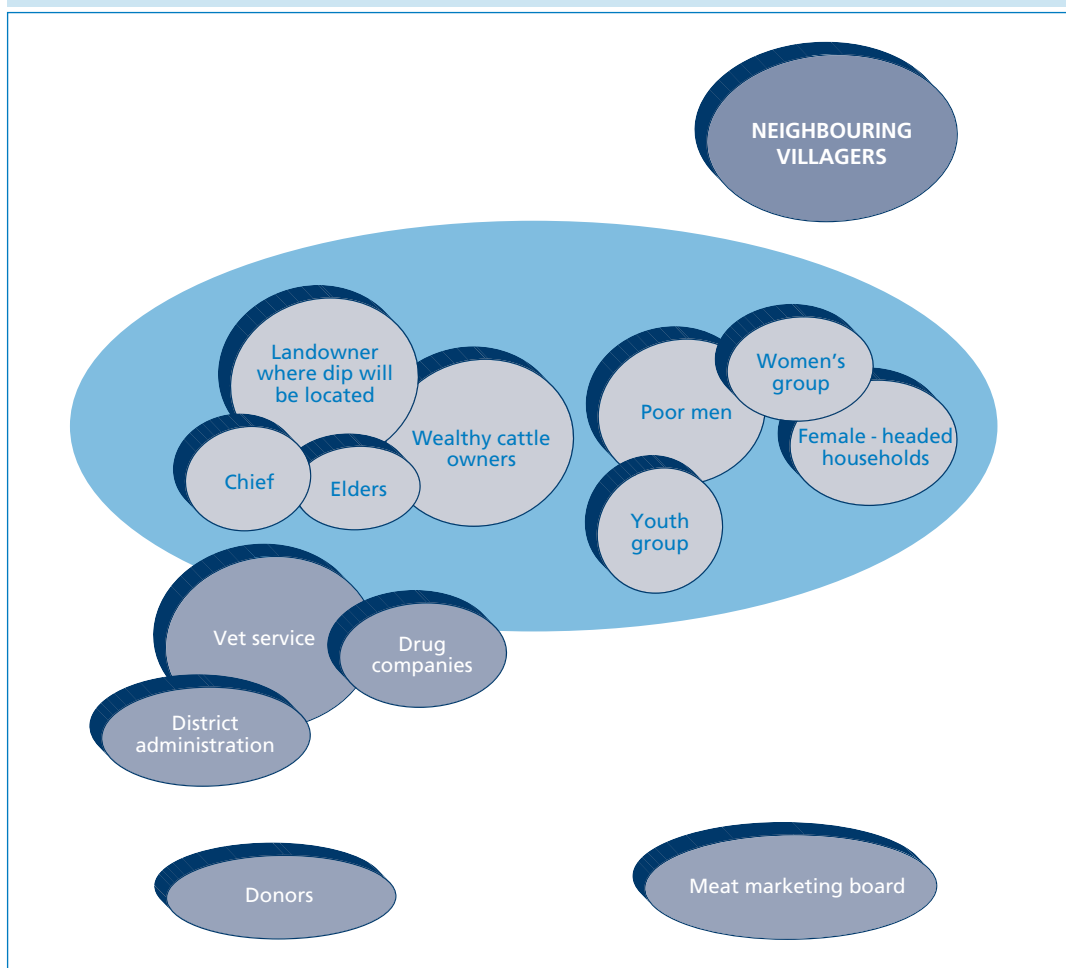 NEIGHBOURING
VILLAGERS
Landowner
where dip will
be located
Wealthy cattle
owners
Chief
Elders
Poor men
Women's
group
Female - headed
households
Youth
group
Vet service
Drug
companies
District
administration
Donors
Meat marketing board